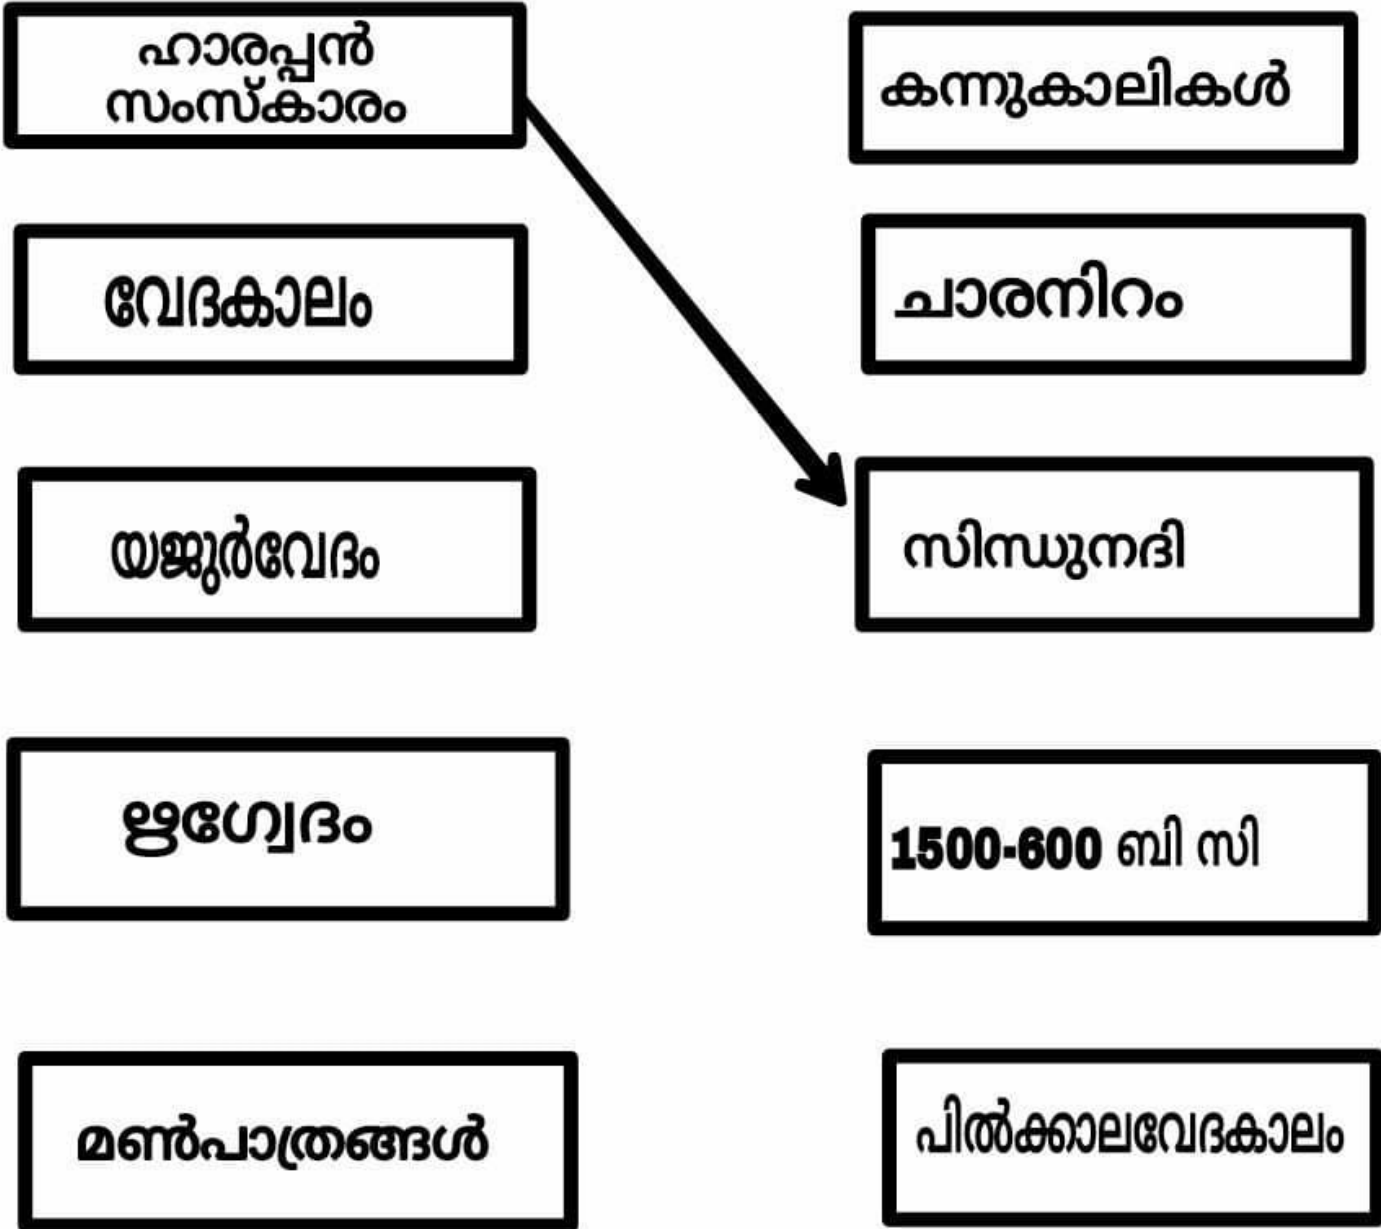 ഹാരപ്പൻ
സംസ്കാരം
കന്നുകാലികൾ
വേദകാലം
ചാരനിറം
യജുർവേദം
സിന്ധുനദി
ഋഗ്വേദം
1500-600 ബി സി
മൺപാത്രങ്ങൾ
പിൽക്കാലവേദകാലം